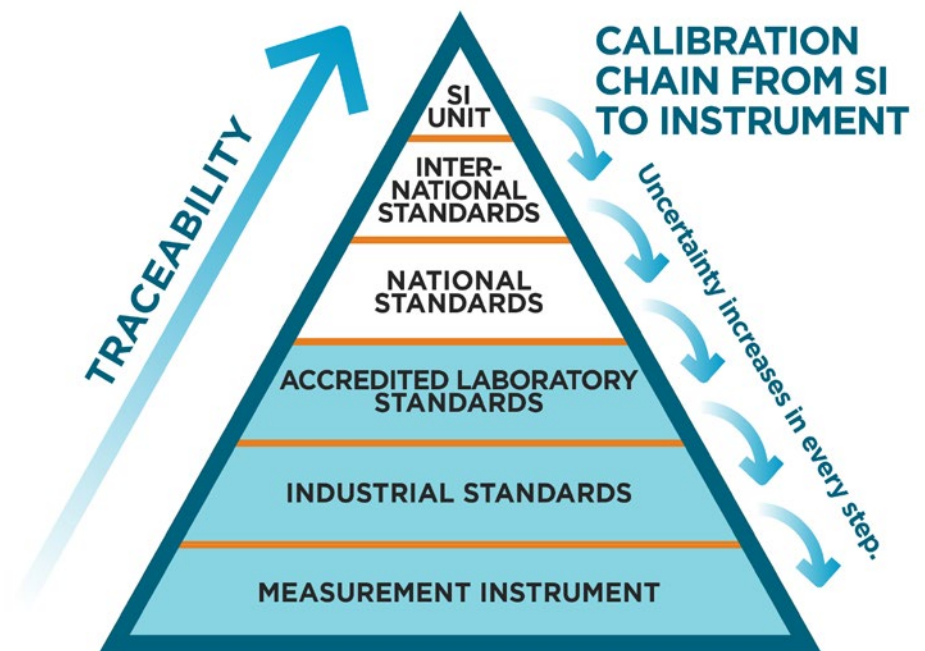 CALIBRATION
CHAIN FROM SI
TO INSTRUMENT
TRACEABILITY
SI
UNIT
INTER-
NATIONAL
STANDARDS
NATIONAL
STANDARDS
ACCREDITED LABORATORY
STANDARDS
INDUSTRIAL STANDARDS
MEASUREMENT INSTRUMENT
Uncertainty increases in every step.